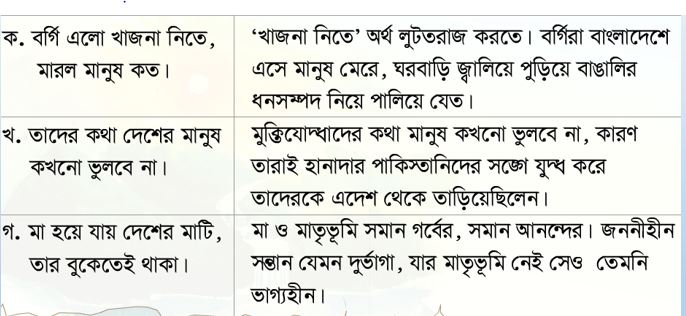 ক. বর্গি এলো খাজনা নিতে,
মারল মানুষ কত।
‘খাজনা নিতে’ অর্থ লুটতরাজ করতে। বর্গিরা বাংলাদেশে
এসে মানুষ মেরে, ঘরবাড়ি জ্বালিয়ে পুড়িয়ে বাঙালির
ধনসম্পদ নিয়ে পালিয়ে যেত।
খ. তাদের কথা দেশের মানুষ
কখনো ভুলবে না।
মুক্তিযোদ্ধাদের কথা মানুষ কখনো ভুলবে না, কারণ
তারাই হানাদার পাকিস্তানিদের সঙ্গে যুদ্ধ করে
তাদেরকে এদেশ থেকে তাড়িয়েছিলেন।
গ. মা হয়ে যায় দেশের মাটি,
তার বুকেতেই থাকা।
মা ও মাতৃভূমি সমান গর্বের, সমান আনন্দের। জননীহীন
সন্তান যেমন দুর্ভাগা, যার মাতৃভূমি নেই সেও তেমনি
ভাগ্যহীন।